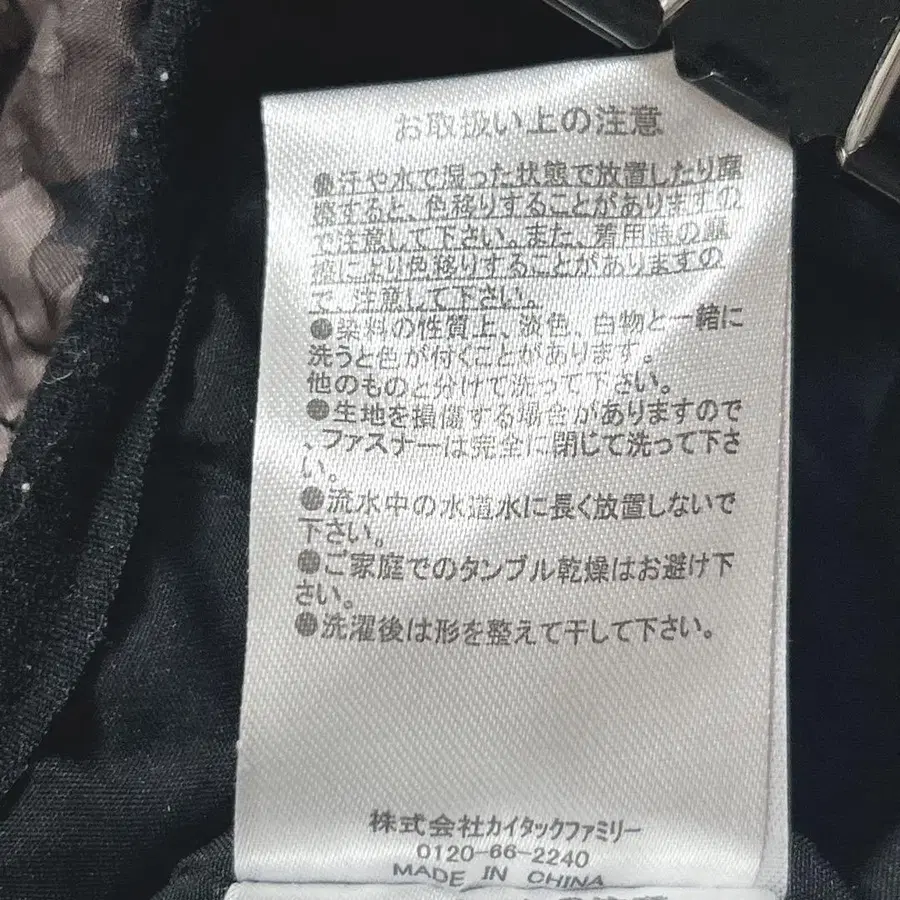 お取扱い上の注意
●汗や水で湿った状態で放置したり摩
擦すると、色移りすることがありますの
で注意して下さい。また、着用時の摩
擦により色移りすることがありますの
で、注意して下さい。
●染料の性質上、淡色、白物と一緒に
洗うと色が付くことがあります。
他のものと分けて洗って下さい。
●生地を損傷する場合がありますので
、ファスナーは完全に閉じて洗って下さ
い。
●流水中の水道水に長く放置しないで
下さい。
●ご家庭でのタンブル乾燥はお避け下
さい。
●洗濯後は形を整えて干して下さい。
株式会社カイタックファミリー
0120-66-2240
MADE IN CHINA